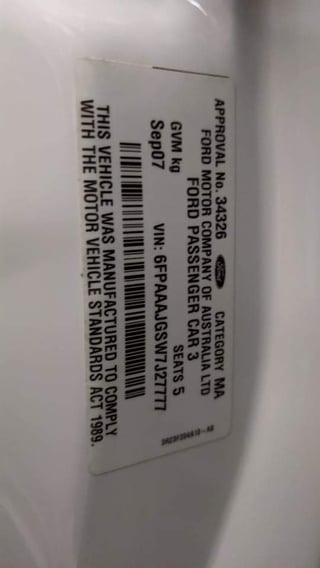 APPROVAL No. 34326 Ford CATEGORY MA
FORD MOTOR COMPANY OF AUSTRALIA LTD
FORD PASSENGER CAR 3
GVM kg SEATS 5
Sep07 VIN: 6FPAAAJGSW7J27777
THIS VEHICLE WAS MANUFACTURED TO COMPLY
WITH THE MOTOR VEHICLE STANDARDS ACT 1989.